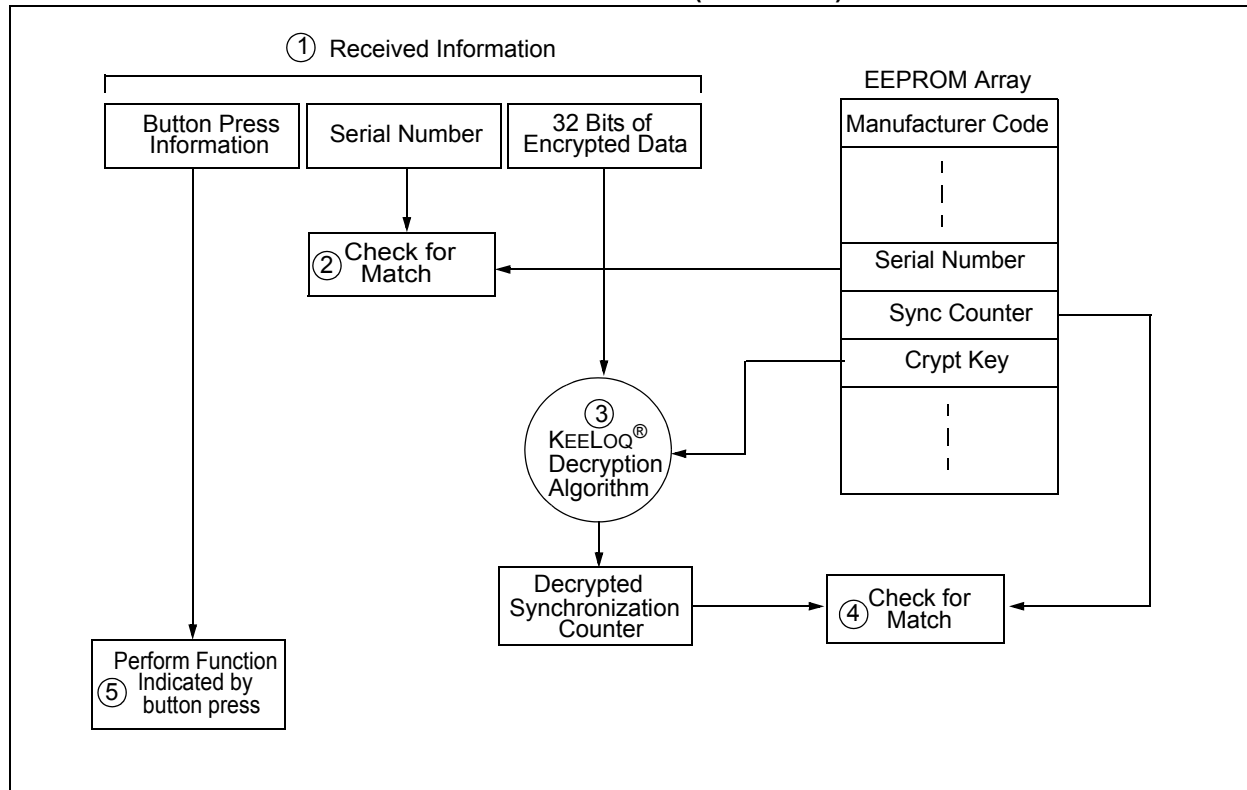 ① Received Information
EEPROM Array
Button Press
Information
Serial Number
32 Bits of
Encrypted Data
Manufacturer Code
② Check for
Match
Serial Number
Sync Counter
Crypt Key
③
KEELOQ®
Decryption
Algorithm
Decrypted
Synchronization
Counter
④ Check for
Match
Perform Function
⑤ Indicated by
button press